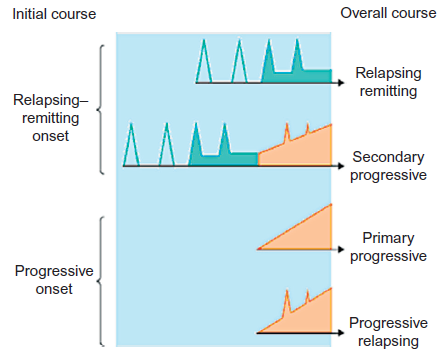 Initial course
Overall course
Relapsing–
remitting
onset
Relapsing
remitting
Secondary
progressive
Progressive
onset
Primary
progressive
Progressive
relapsing